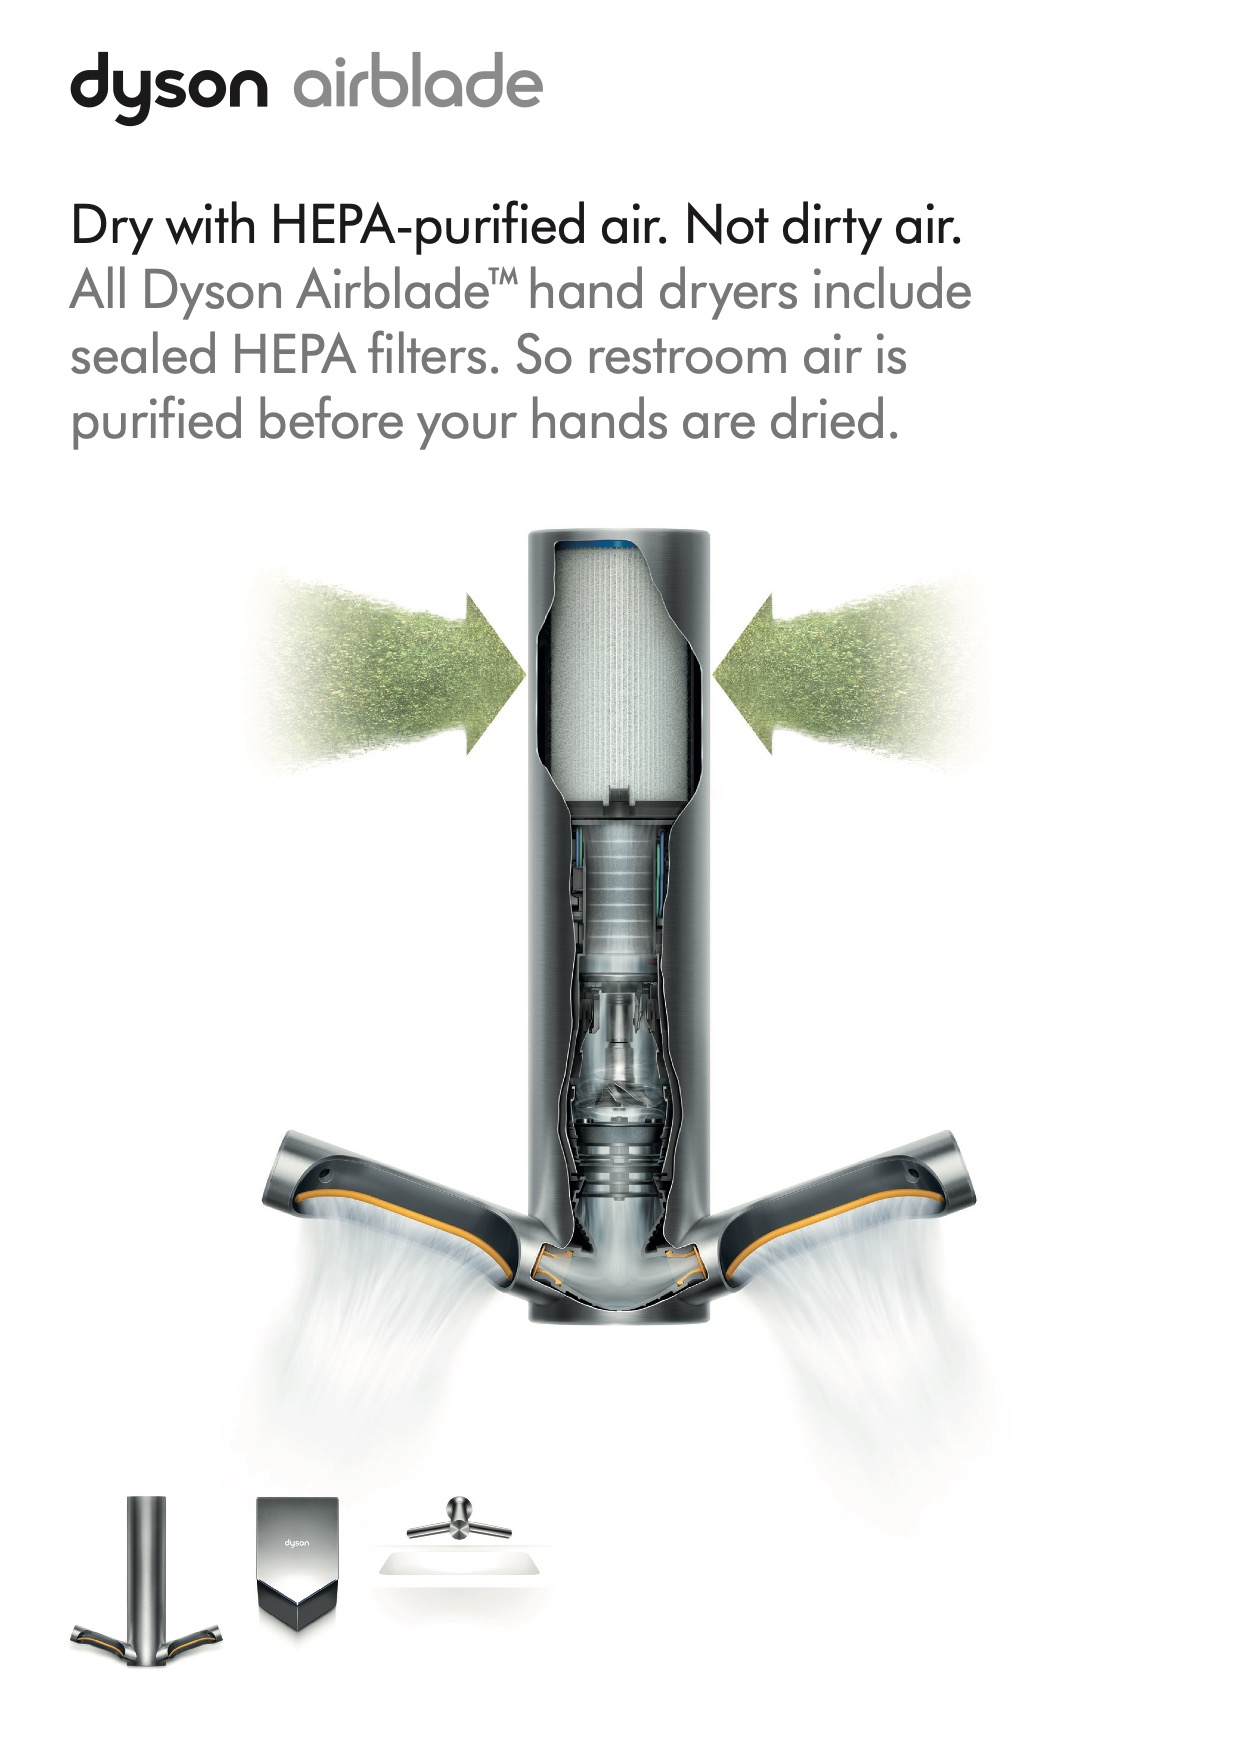 dyson airblade
Dry with HEPA-purified air. Not dirty air.
All Dyson Airblade™ hand dryers include
sealed HEPA filters. So restroom air is
purified before your hands are dried.
dyson